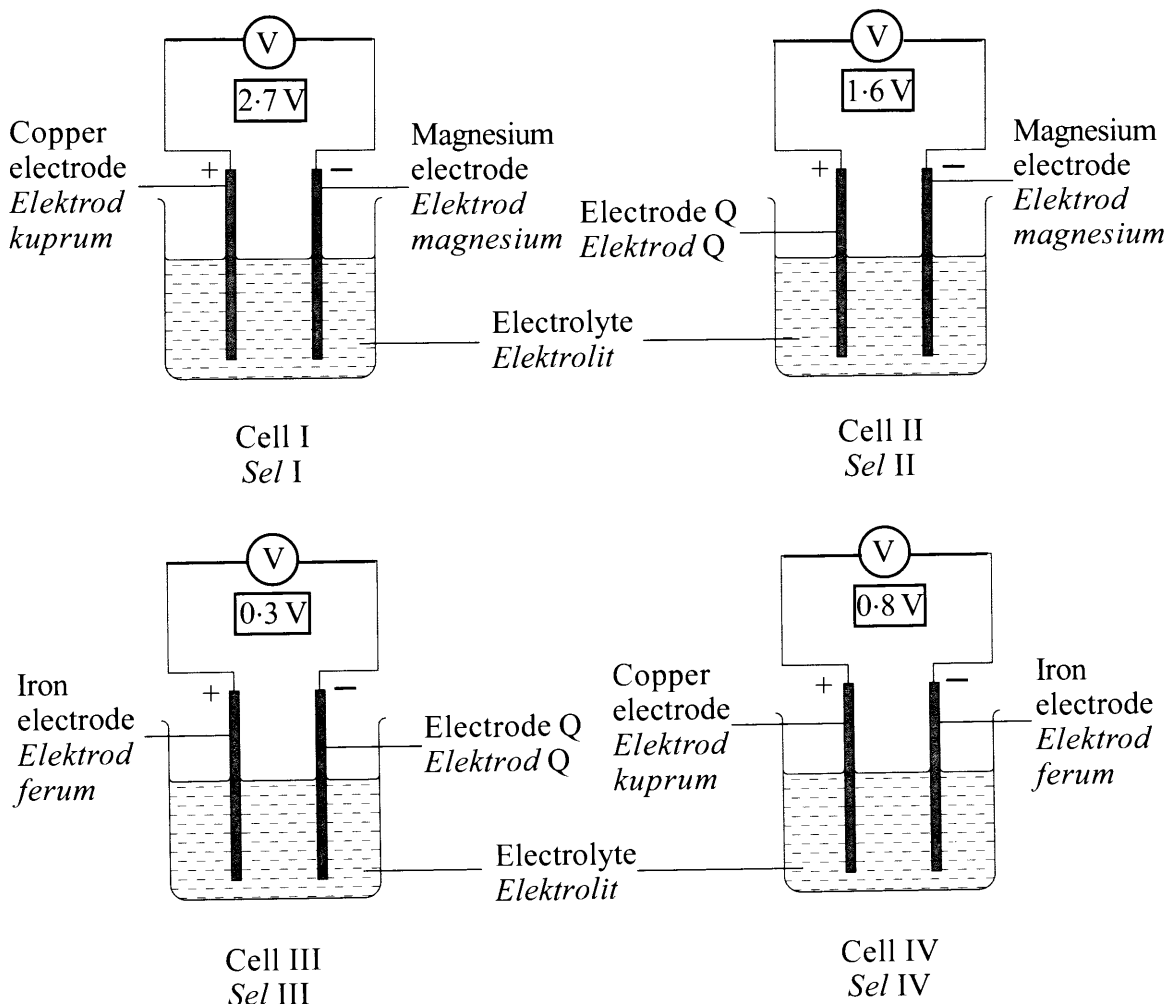 V
2·7 V
Copper
electrode
Elektrod
kuprum
+
−
Magnesium
electrode
Elektrod
magnesium
V
1·6 V
Electrode Q
Elektrod Q
+
−
Magnesium
electrode
Elektrod
magnesium
Electrolyte
Elektrolit
Cell I
Sel I
Cell II
Sel II
V
0·3 V
Iron
electrode
Elektrod
ferum
+
−
Electrode Q
Elektrod Q
V
0·8 V
Copper
electrode
Elektrod
kuprum
+
−
Iron
electrode
Elektrod
ferum
Electrolyte
Elektrolit
Cell III
Sel III
Cell IV
Sel IV